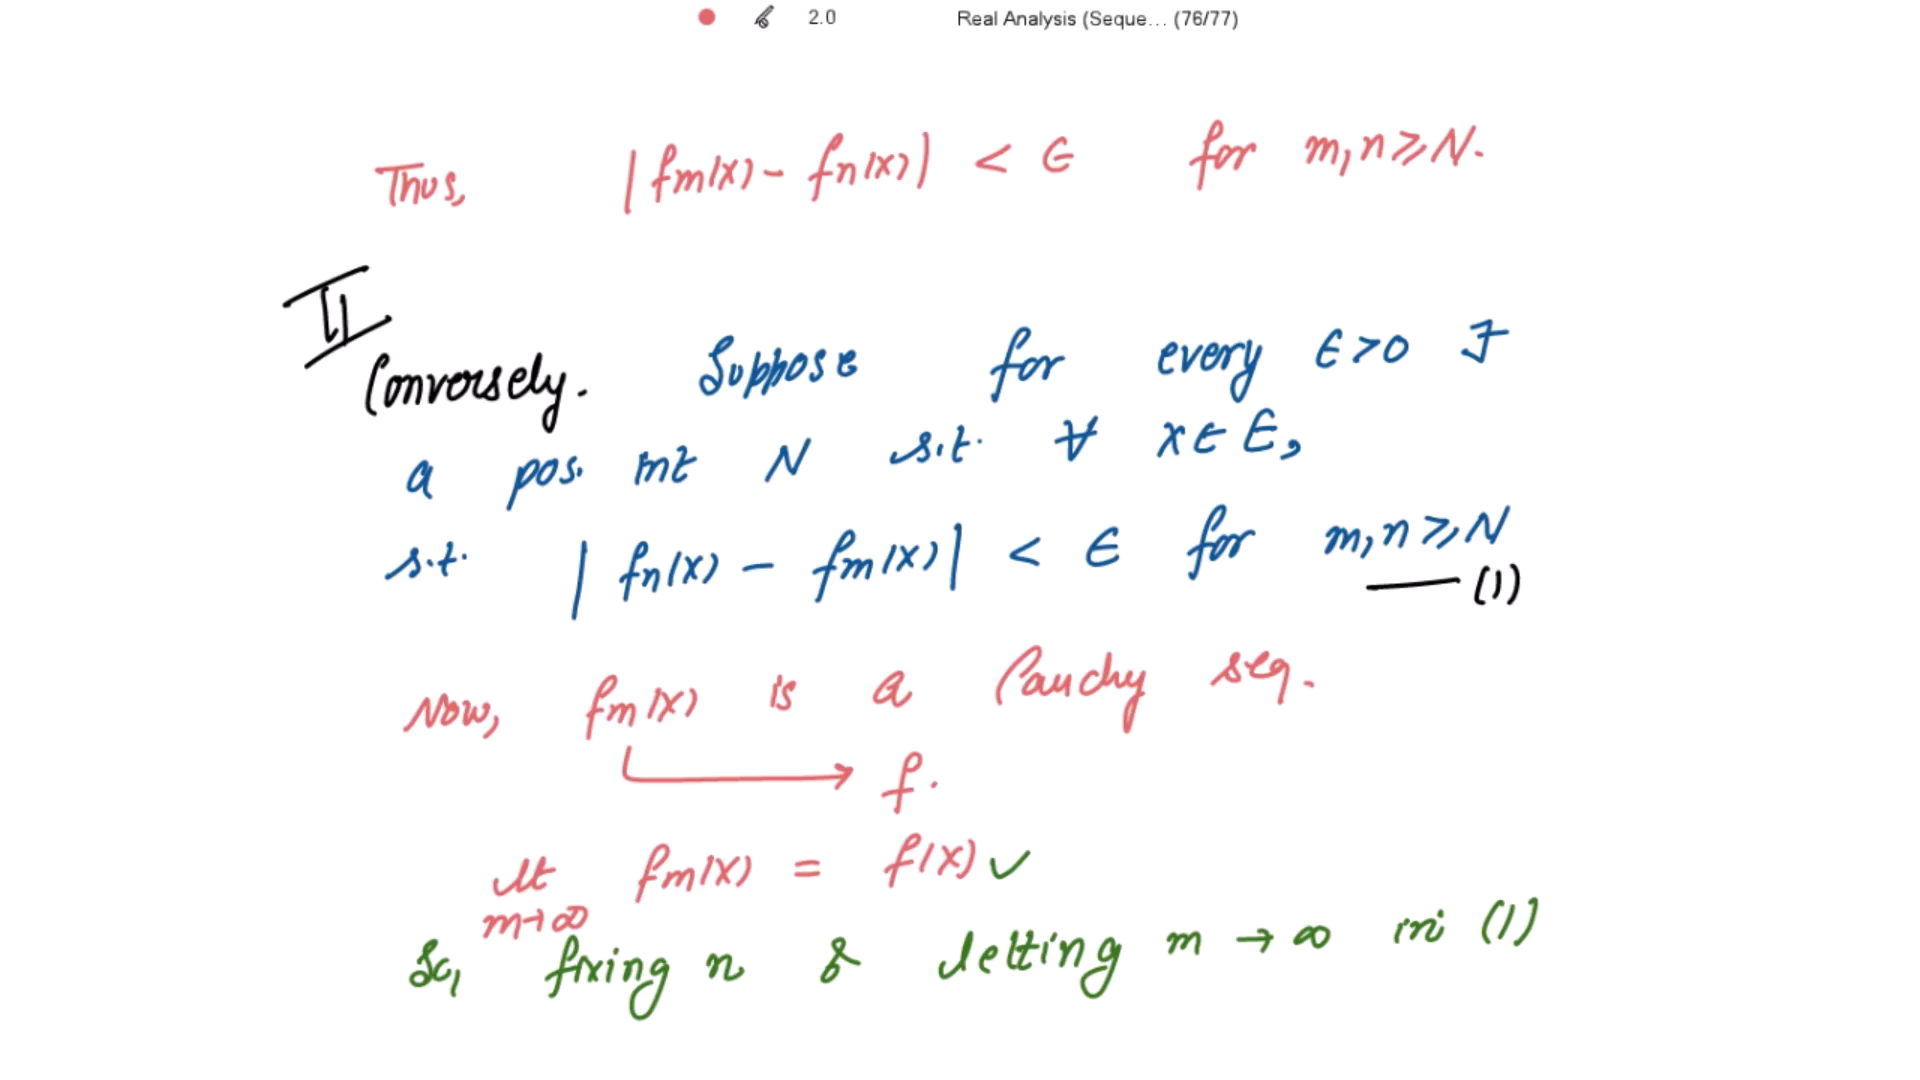 2.0 Real Analysis (Seque... (76/77)
Thus, |fm(x) - fn(x)| < ϵ for m,n ≥ N.
II
Conversely. Suppose for every ϵ>0 ∃
a pos. int N s.t. ∀ x ∈ E,
s.t. |fn(x) - fm(x)| < ϵ for m,n ≥ N
—— (1)
Now, fm(x) is a Cauchy seq.
→ f.
lt fm(x) = f(x) ✓
m→∞
So, fixing n & letting m → ∞ in (1)